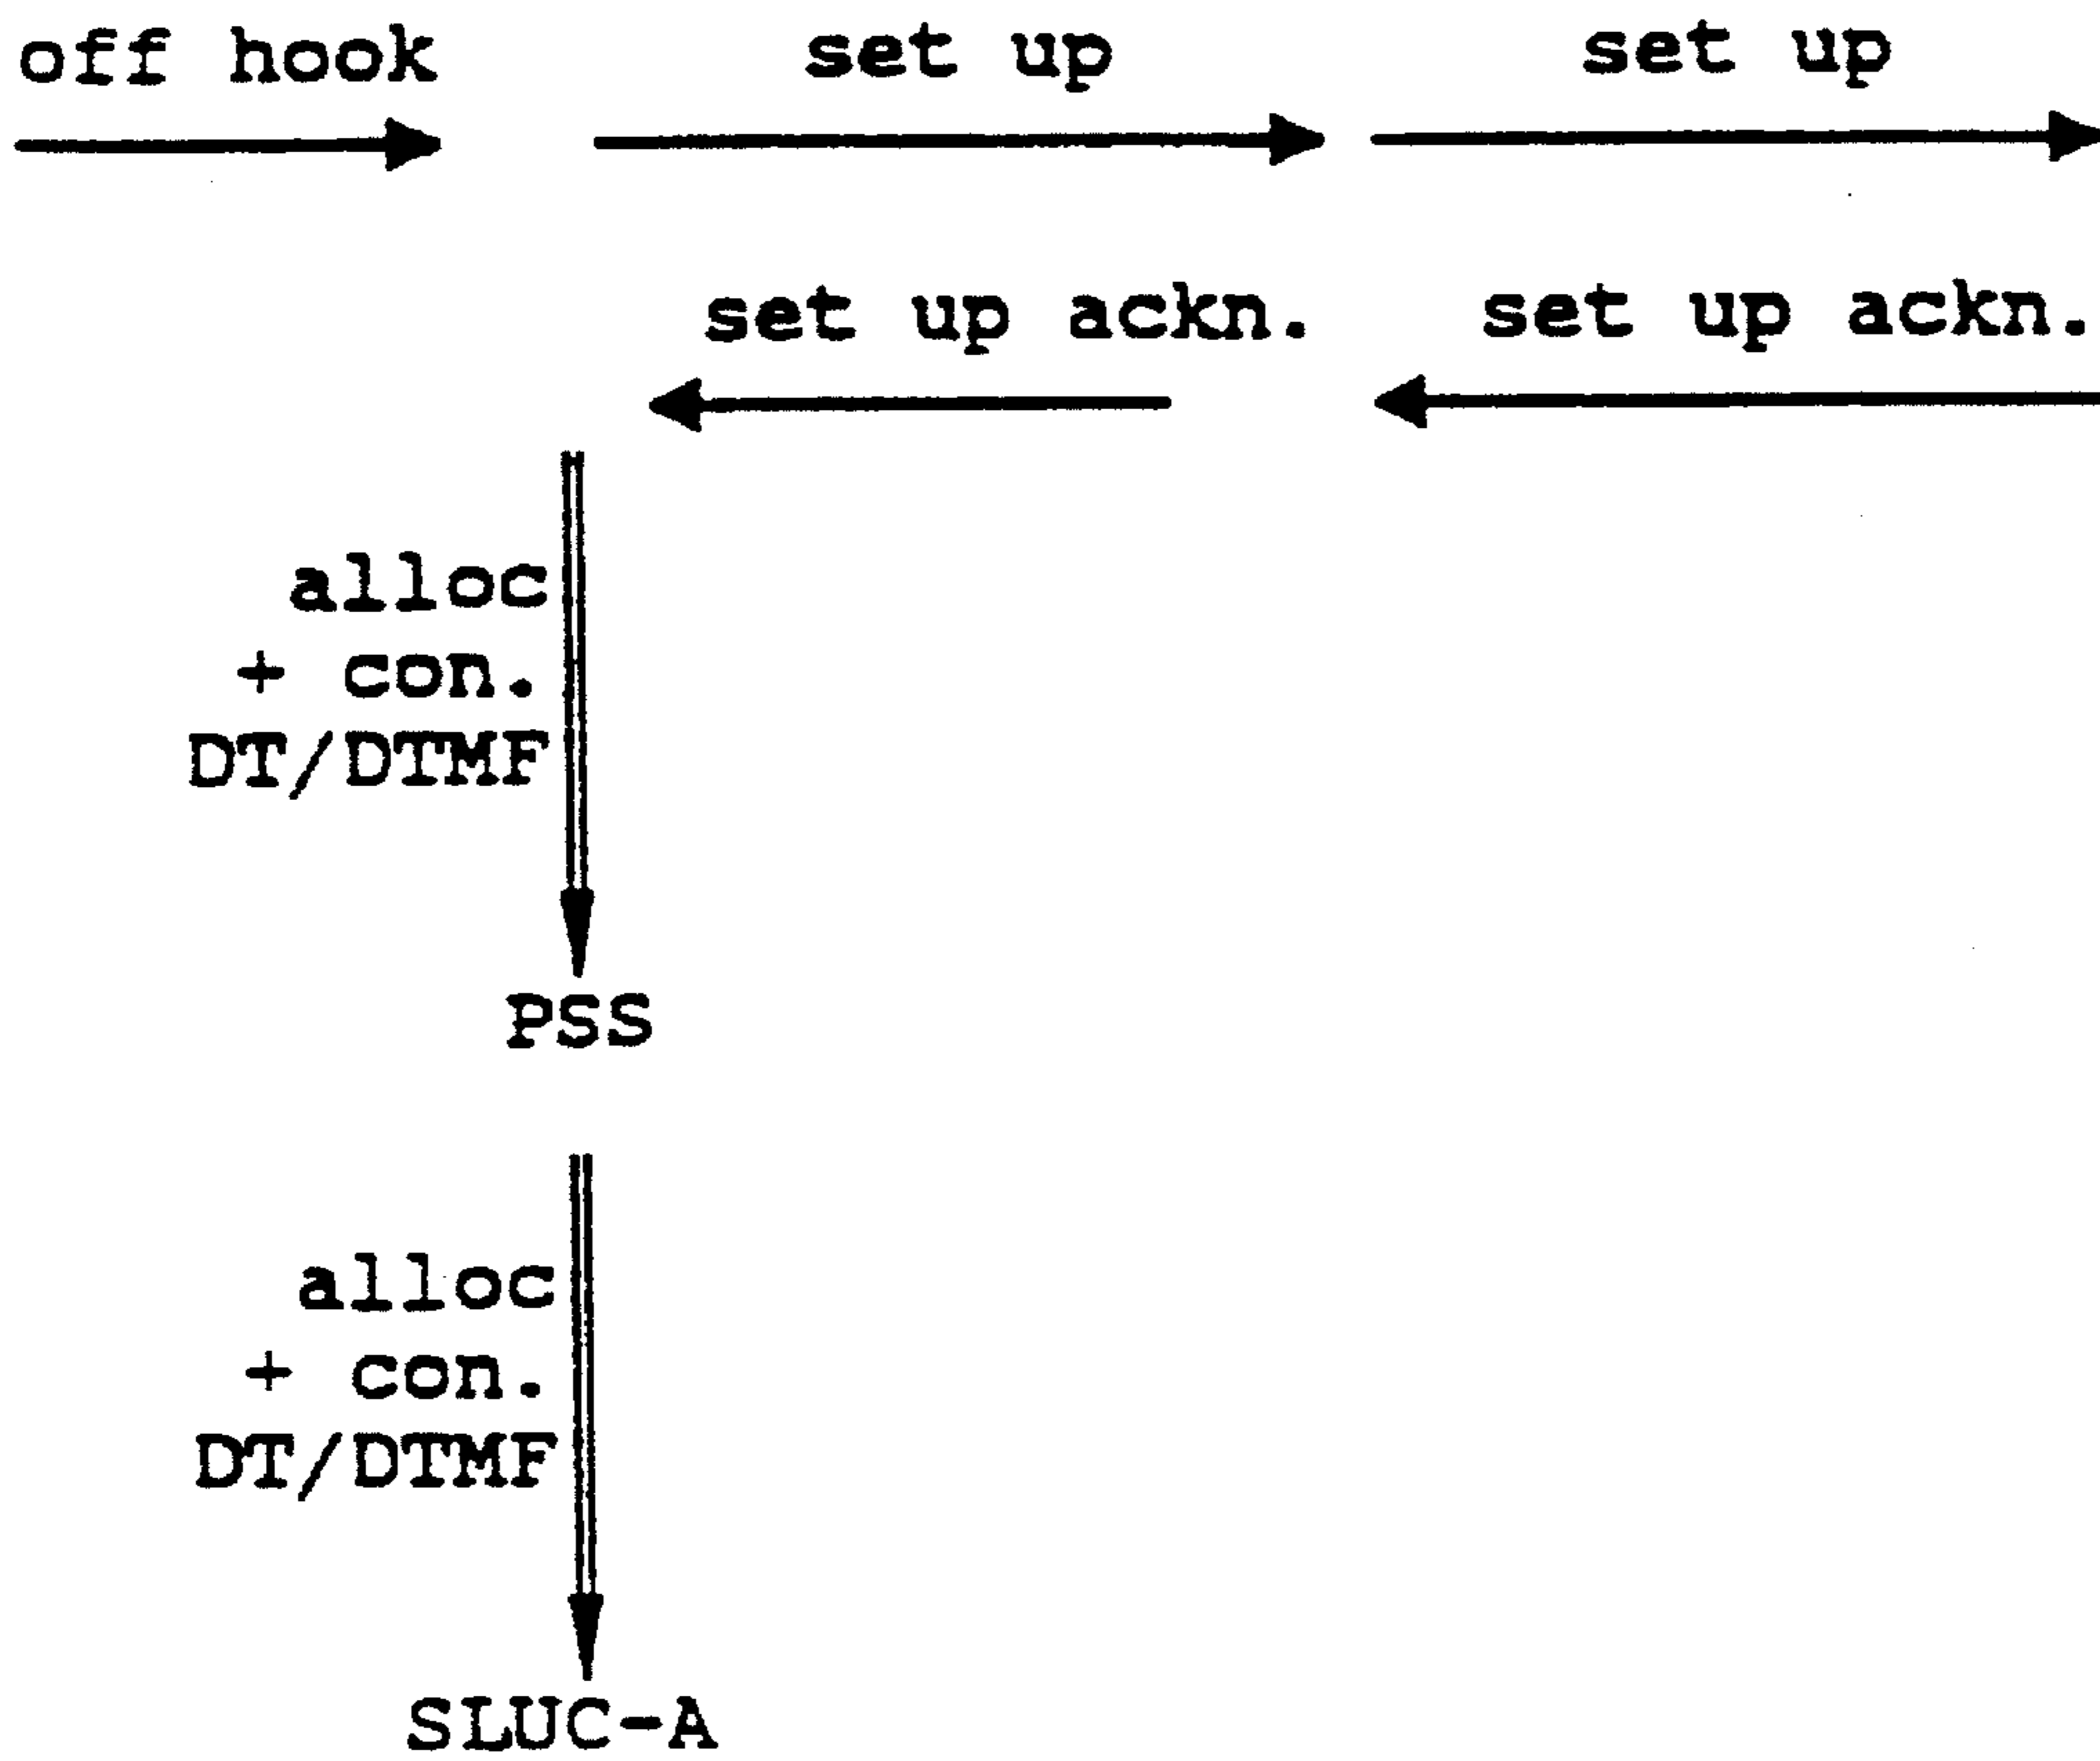 off hook
set up
set up
set up ackn.
set up ackn.
alloc
+ con.
DT/DTMF
PSS
alloc
+ con.
DT/DTMF
SLUC-A